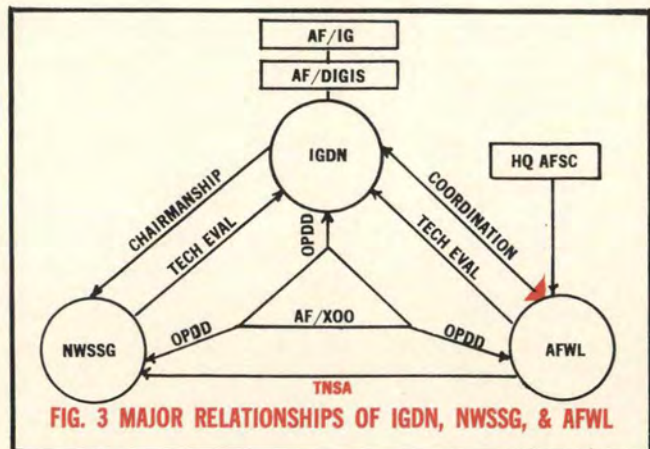 AF/IG
AF/DIGIS
IGDN
HQ AFSC
CHAIRMANSHIP
TECH EVAL
OPDD
COORDINATION
TECH EVAL
OPDD
AF/XOO
OPDD
NWSSG
AFWL
TNSA
FIG. 3 MAJOR RELATIONSHIPS OF IGDN, NWSSG, & AFWL